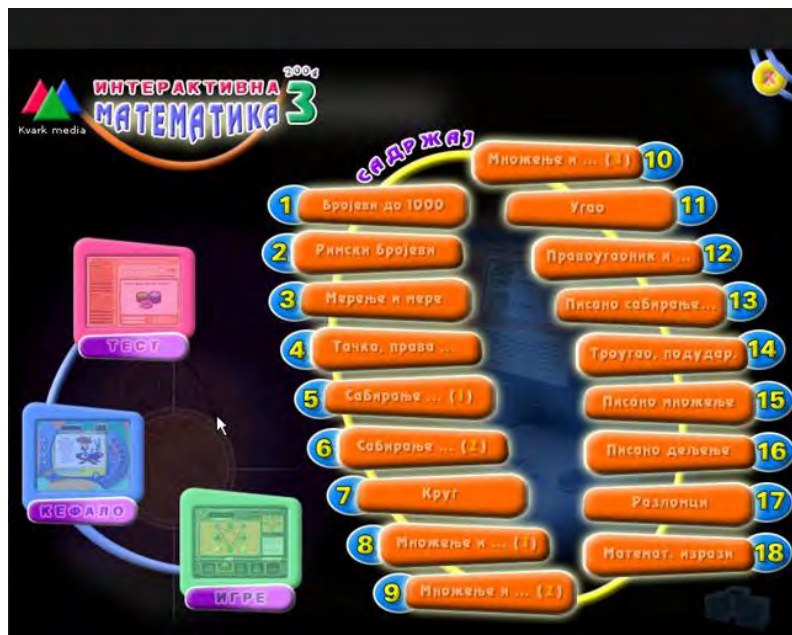 Kvark media
ИНТЕРАКТИВНА
2004
МАТЕМАТИКА 3
САДРЖАЈ
1 Бројеви до 1000
2 Римски бројеви
3 Мерење и мере
4 Тачка, права ...
5 Сабирање ... (1)
6 Сабирање ... (2)
7 Круг
8 Множење и ... (1)
9 Множење и ... (2)
Множење и ... (3) 10
Угао 11
Правоугаоник и ... 12
Писано сабирање... 13
Троугао, подудар. 14
Писано множење 15
Писано дељење 16
Разломци 17
Математ. изрази 18
ТЕСТ
КЕФАЛО
ИГРЕ